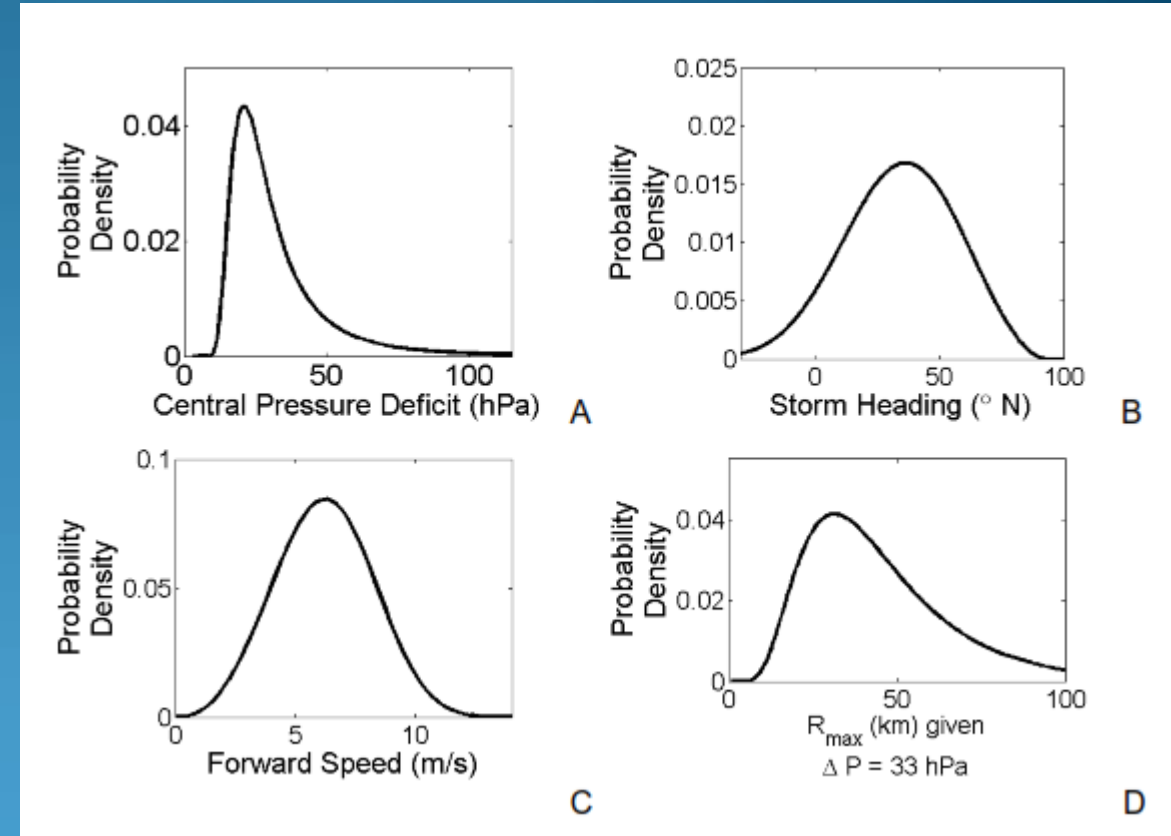 Probability
Density
0.04
0.02
0
0
50
100
Central Pressure Deficit (hPa)
A
Probability
Density
0.025
0.02
0.015
0.01
0.005
0
0
50
100
Storm Heading (° N)
B
Probability
Density
0.1
0.05
0
0
5
10
Forward Speed (m/s)
C
Probability
Density
0.04
0.02
0
0
50
100
Rmax (km) given
Δ P = 33 hPa
D